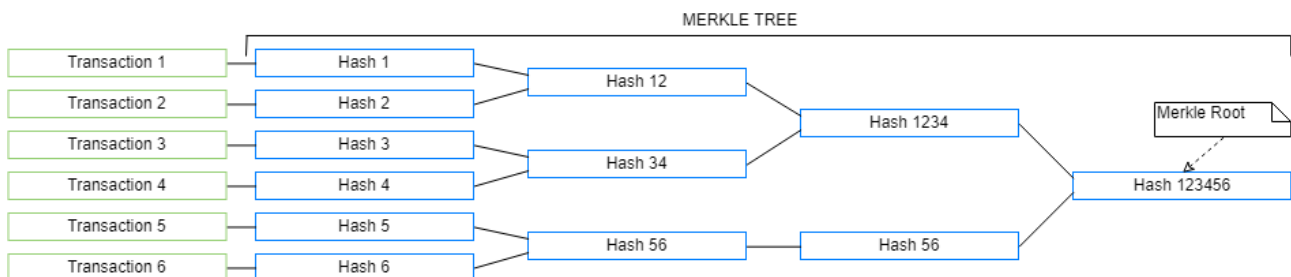 MERKLE TREE
Transaction 1
Hash 1
Hash 12
Transaction 2
Hash 2
Hash 1234
Merkle Root
Transaction 3
Hash 3
Hash 34
Transaction 4
Hash 4
Hash 123456
Transaction 5
Hash 5
Hash 56
Hash 56
Transaction 6
Hash 6